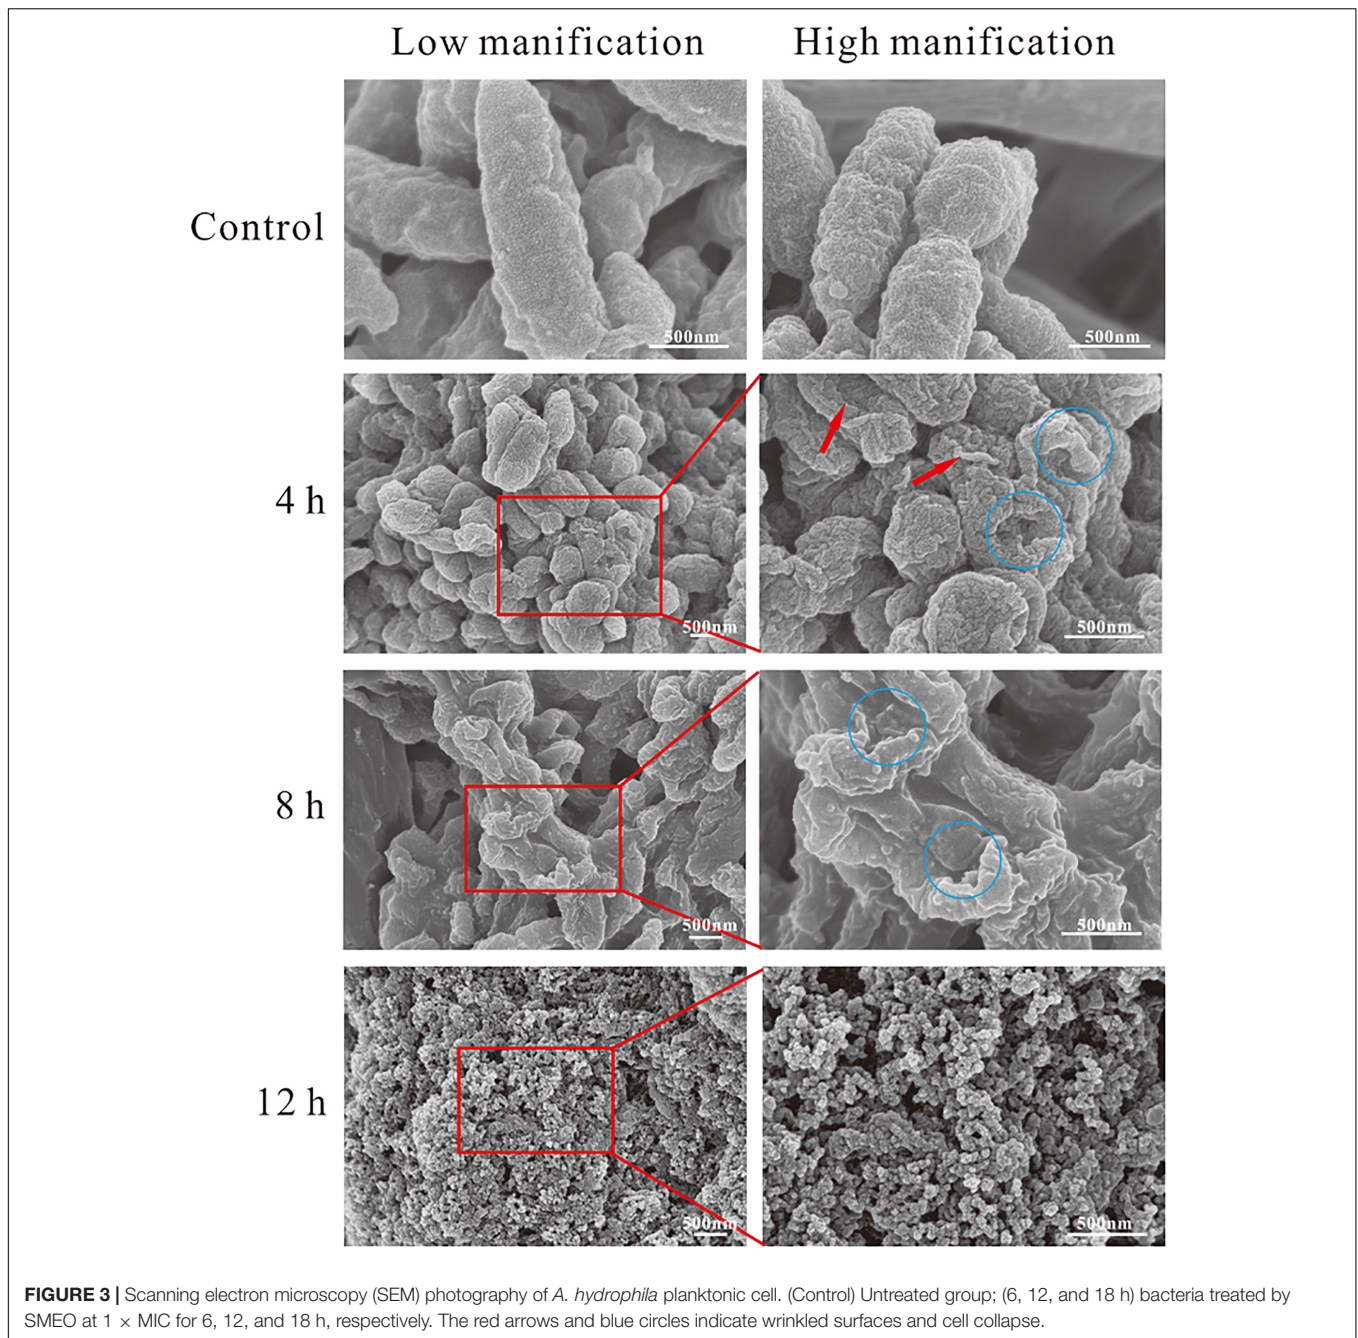 Low manification High manification
Control
500nm 500nm
4 h
500nm 500nm
8 h
500nm 500nm
12 h
500nm 500nm
FIGURE 3 | Scanning electron microscopy (SEM) photography of A. hydrophila planktonic cell. (Control) Untreated group; (6, 12, and 18 h) bacteria treated by
SMEO at 1 × MIC for 6, 12, and 18 h, respectively. The red arrows and blue circles indicate wrinkled surfaces and cell collapse.